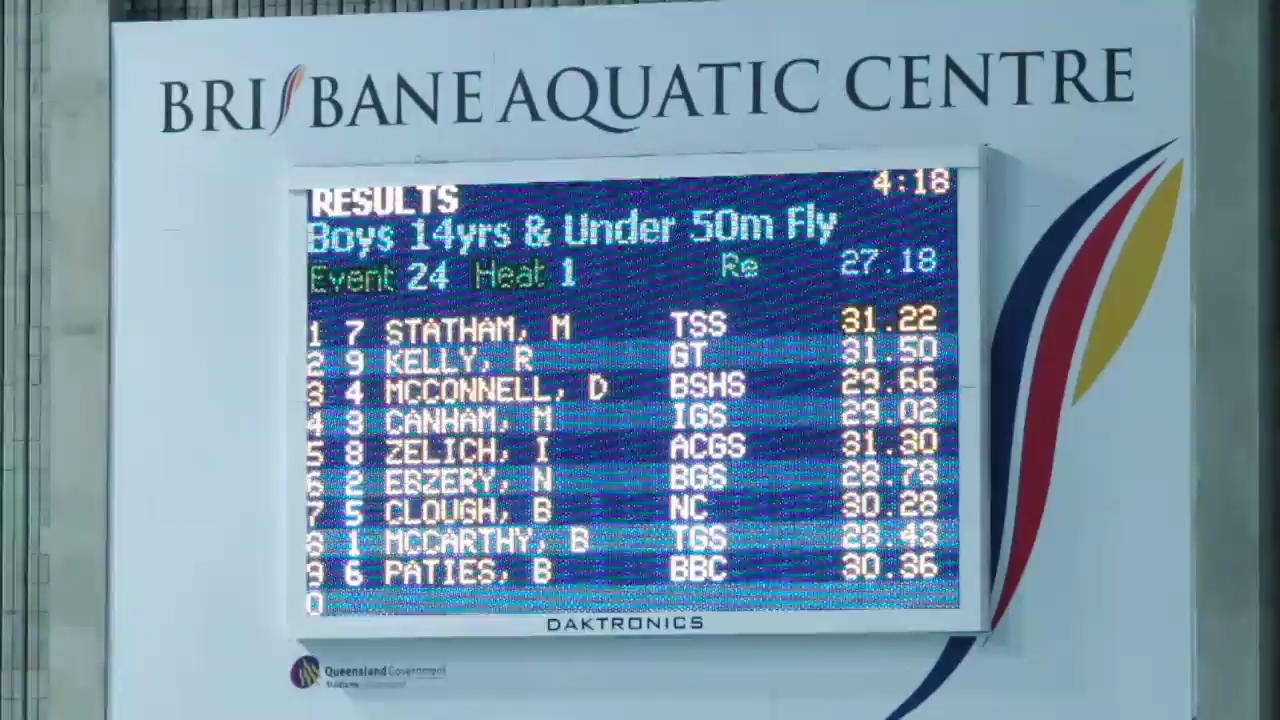 BRISBANE AQUATIC CENTRE
RESULTS 4:18
Boys 14yrs & Under 50m Fly
Event 24 Heat 1 Re 27.18
1 7 STATHAM, M TSS 31.22
2 9 KELLY, R GT 31.50
3 4 MCCONNELL, D BSHS 29.66
4 3 CANHAM, M IGS 29.02
5 8 ZELICH, I ACGS 31.30
6 2 EBZERY, N BGS 28.78
7 5 CLOUGH, B NC 30.28
8 1 MCCARTHY, B TGS 28.43
9 6 PATIES, B BBC 30.36
0
DAKTRONICS
Queensland Government